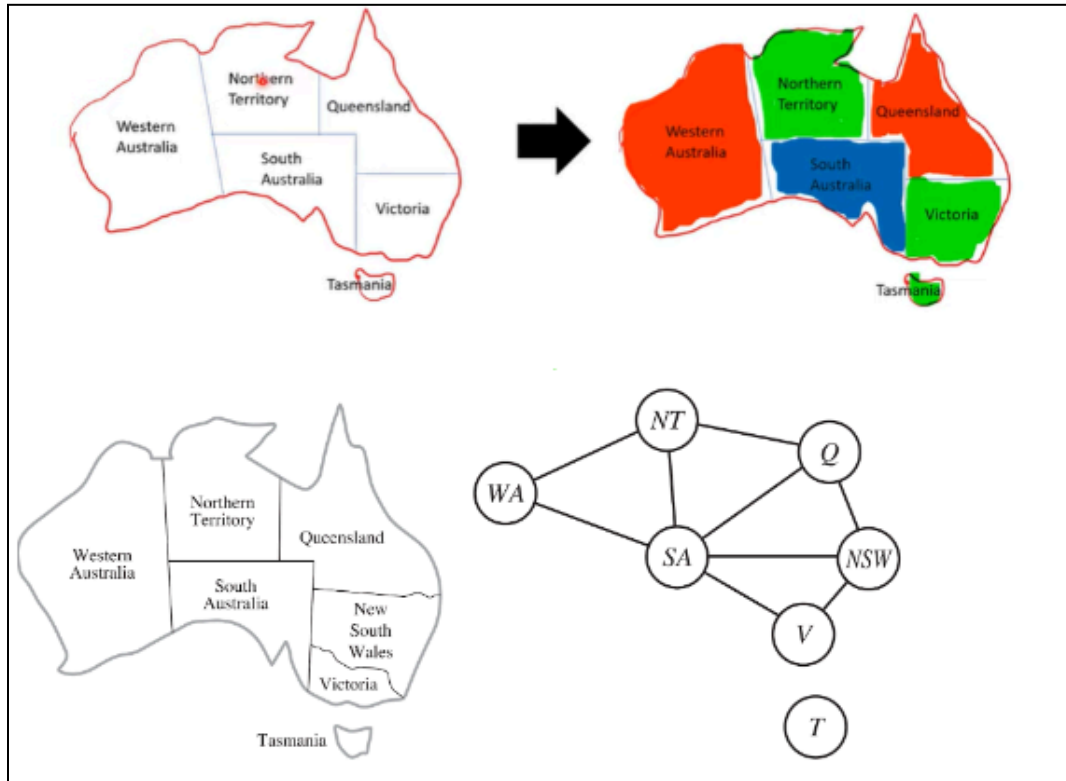 Northern
Territory
Queensland
Western
Australia
South
Australia
Victoria
Tasmania
Northern
Territory
Queensland
Western
Australia
South
Australia
Victoria
Tasmania
Northern
Territory
Queensland
Western
Australia
South
Australia
New
South
Wales
Victoria
Tasmania
NT
Q
WA
SA
NSW
V
T